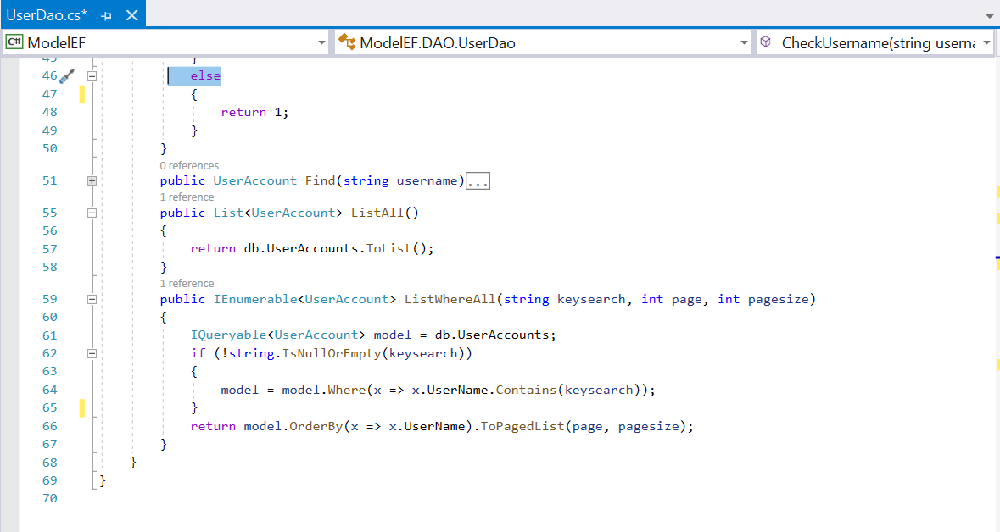 UserDao.cs*
C# ModelEF ModelEF.DAO.UserDao CheckUsername(string userna
45 }
46 else
47 {
48 return 1;
49 }
50 }
0 references
51 public UserAccount Find(string username)...
1 reference
55 public List<UserAccount> ListAll()
56 {
57 return db.UserAccounts.ToList();
58 }
1 reference
59 public IEnumerable<UserAccount> ListWhereAll(string keysearch, int page, int pagesize)
60 {
61 IQueryable<UserAccount> model = db.UserAccounts;
62 if (!string.IsNullOrEmpty(keysearch))
63 {
64 model = model.Where(x => x.UserName.Contains(keysearch));
65 }
66 return model.OrderBy(x => x.UserName).ToPagedList(page, pagesize);
67 }
68 }
69 }
70